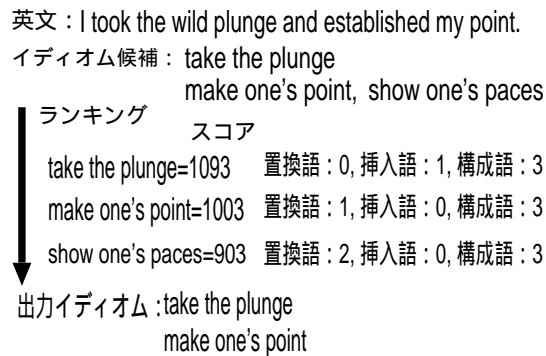 英文：I took the wild plunge and established my point.
イディオム候補： take the plunge
make one's point, show one's paces
ランキング
スコア
take the plunge=1093 置換語：0, 挿入語：1, 構成語：3
make one's point=1003 置換語：1, 挿入語：0, 構成語：3
show one's paces=903 置換語：2, 挿入語：0, 構成語：3
出力イディオム：take the plunge
make one's point